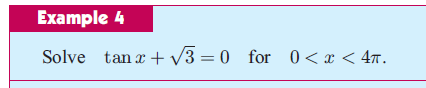 Example 4
Solve tan x + √3 = 0 for 0 < x < 4π.